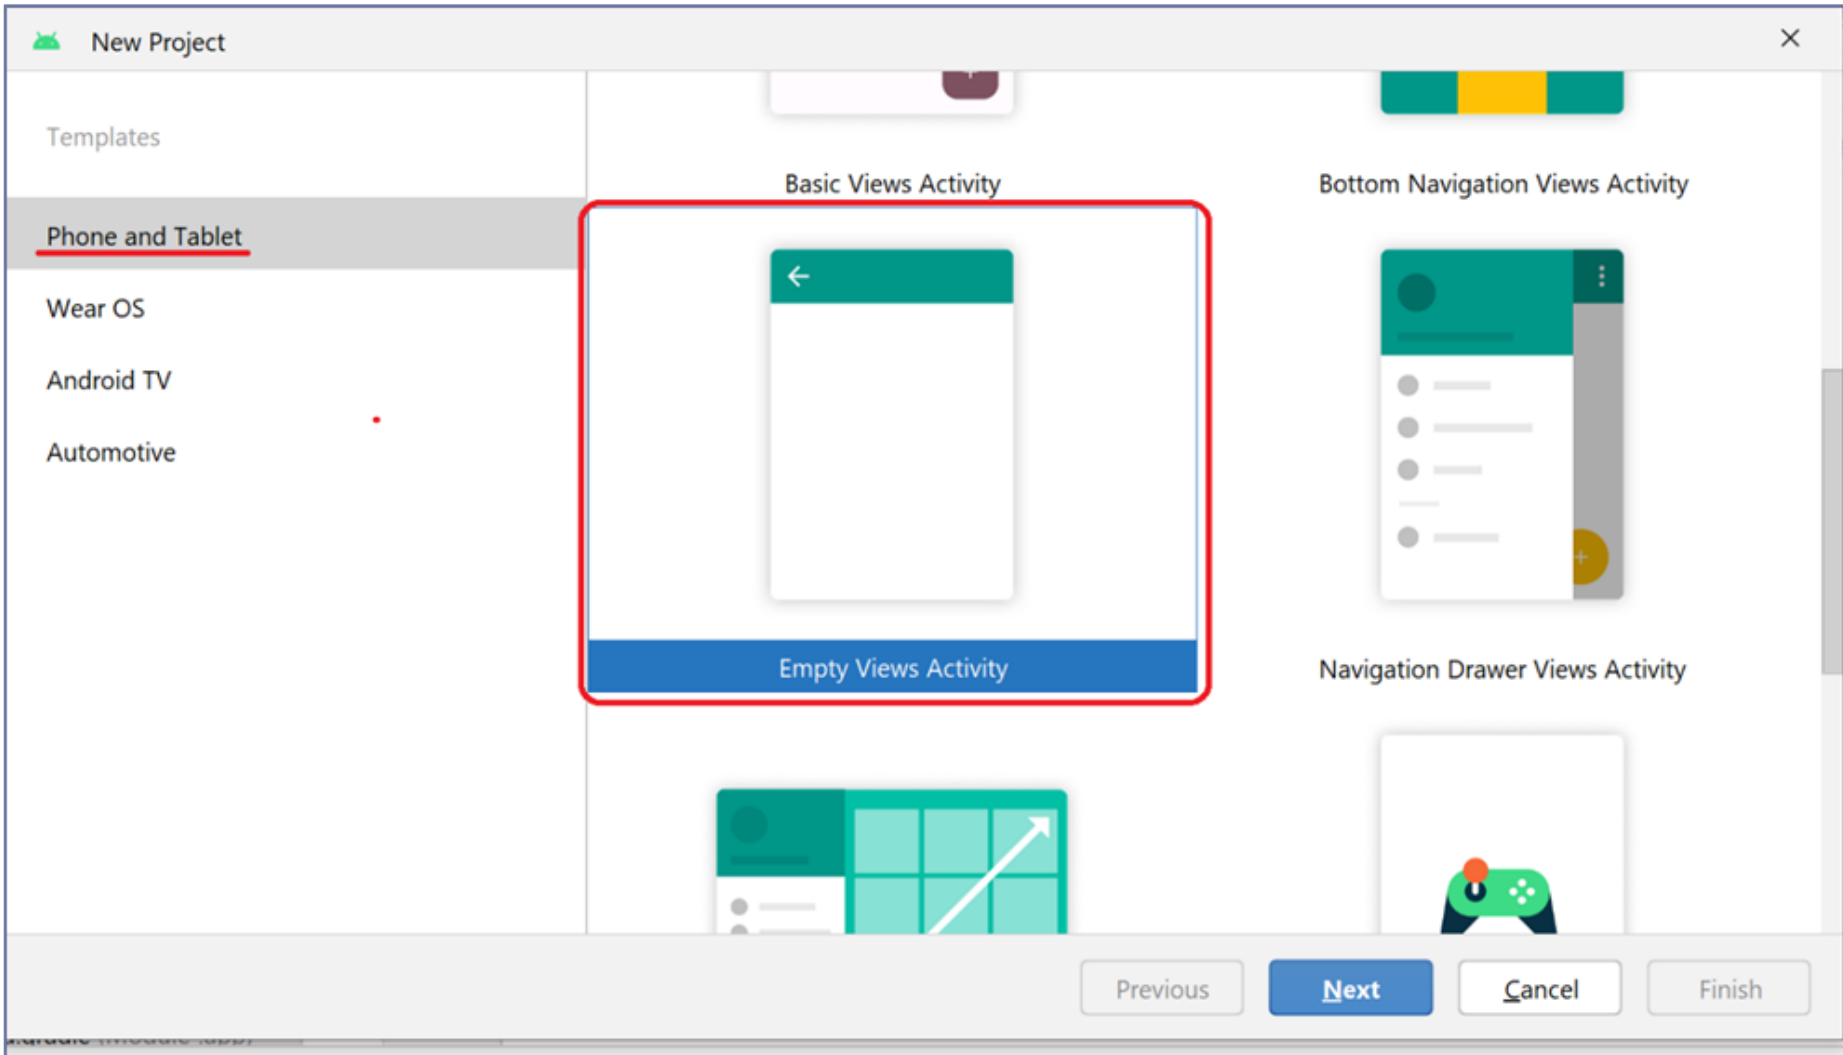 New Project
Templates
Phone and Tablet
Wear OS
Android TV
Automotive
Basic Views Activity
Bottom Navigation Views Activity
Empty Views Activity
Navigation Drawer Views Activity
Previous
Next
Cancel
Finish